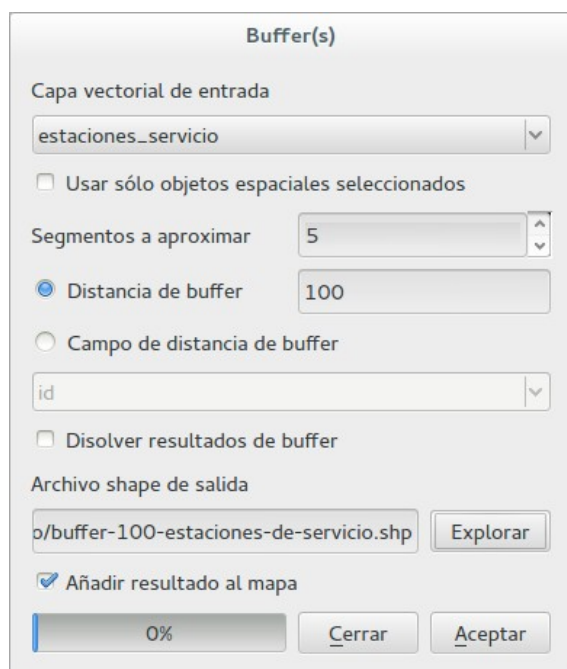 Buffer(s)
Capa vectorial de entrada
estaciones_servicio
Usar sólo objetos espaciales seleccionados
Segmentos a aproximar 5
Distancia de buffer 100
Campo de distancia de buffer
id
Disolver resultados de buffer
Archivo shape de salida
o/buffer-100-estaciones-de-servicio.shp Explorar
Añadir resultado al mapa
0% Cerrar Aceptar